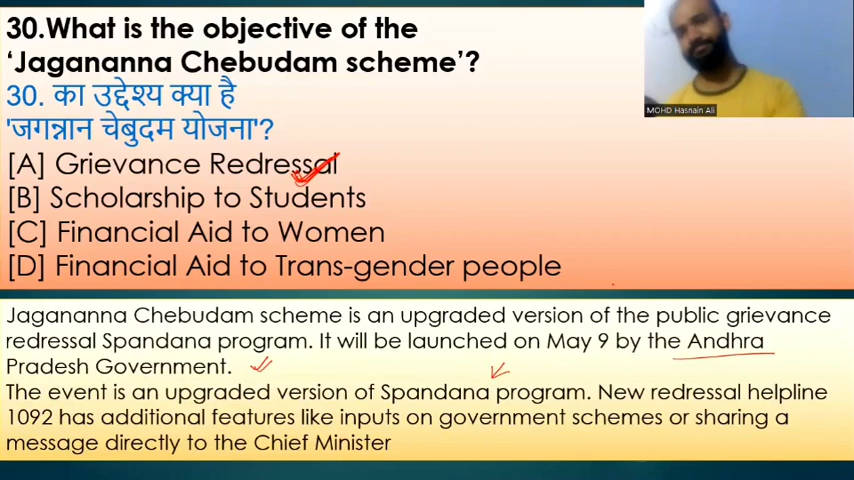 30.What is the objective of the
‘Jagananna Chebudam scheme’?
30. का उद्देश्य क्या है
'जगन्नान चेबुदम योजना'?
[A] Grievance Redressal
[B] Scholarship to Students
[C] Financial Aid to Women
[D] Financial Aid to Trans-gender people
Jagananna Chebudam scheme is an upgraded version of the public grievance
redressal Spandana program. It will be launched on May 9 by the Andhra
Pradesh Government.
The event is an upgraded version of Spandana program. New redressal helpline
1092 has additional features like inputs on government schemes or sharing a
message directly to the Chief Minister
MOHD Hasnain Ali